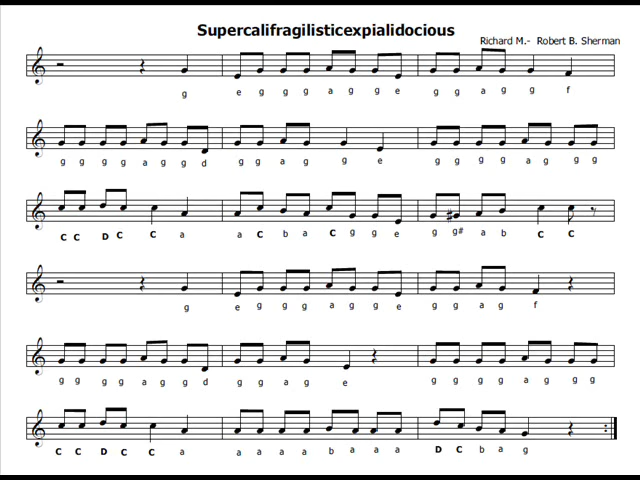 Supercalifragilisticexpialidocious
Richard M.- Robert B. Sherman
g e g g g a g g e g g a g g f
g g g g a g g d g g a g g e g g g g a g g g
C C D C C a a C b a C g g e g g# a b C C
g e g g g a g g e g g a g f
g g g g a g g d g g a g e g g g g a g g g
C C D C C a a a a a b a a a D C b a g